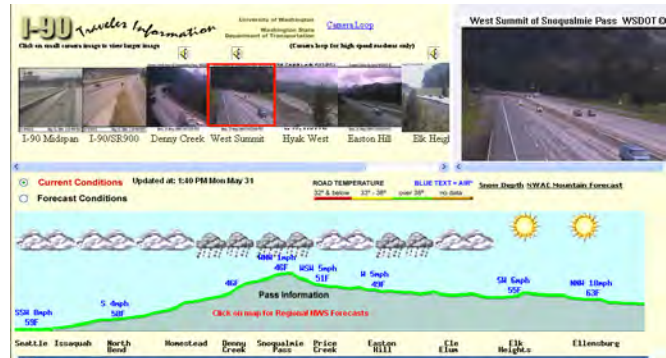 I-90 Traveler Information
University of Washington
Washington State
Department of Transportation
CameraLoop
Click on small camera image to view larger image
(Camera loop for high speed modems only)
West Summit of Snoqualmie Pass WSDOT
I-90 Midspan I-90/SR900 Denny Creek West Summit Hyak West Easton Hill Elk Heigh
Current Conditions Updated at: 1:40 PM Mon May 31
Forecast Conditions
ROAD TEMPERATURE BLUE TEXT = AIR°
32° & below 33° - 38° over 38° no data
Snow Depth NWAC Mountain Forecast
SSW 8mph
59F
S 4mph
58F
46F
1mph
46F
WSW 5mph
51F
W 5mph
49F
SW 6mph
55F
NNW 10mph
63F
Pass Information
Click on map for Regional NWS Forecasts
Seattle Issaquah North Bend Homestead Denny Creek Snoqualmie Pass Price Creek Easton Hill Cle Elum Elk Heights Ellensburg